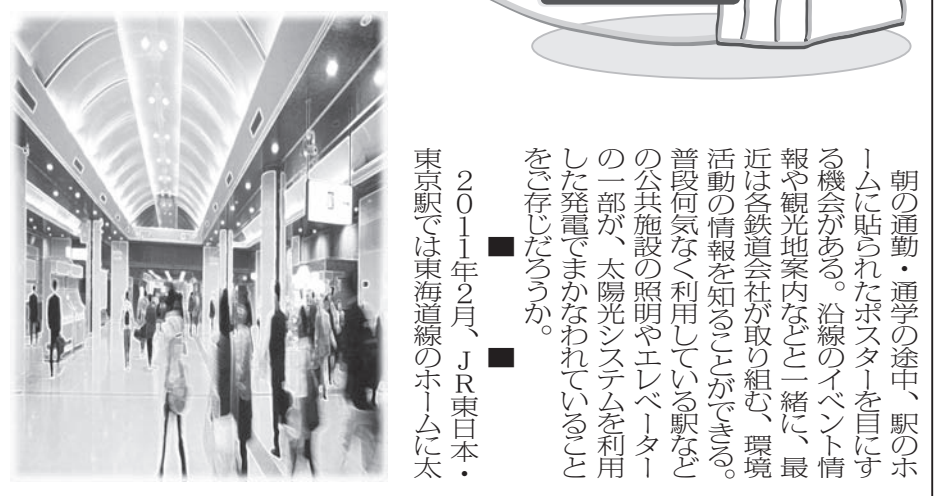 朝の通勤・通学の途中、駅のホ
ームに貼られたポスターを目にす
る機会がある。沿線のイベント情
報や観光地案内などと一緒に、最
近は各鉄道会社が取り組む、環境
活動の情報を知ることができる。
普段何気なく利用している駅など
の公共施設の照明やエレベーター
の一部が、太陽光システムを利用
した発電でまかなわれていること
をご存じだろうか。
■　■
2011年2月、JR東日本・
東京駅では東海道線のホームに太